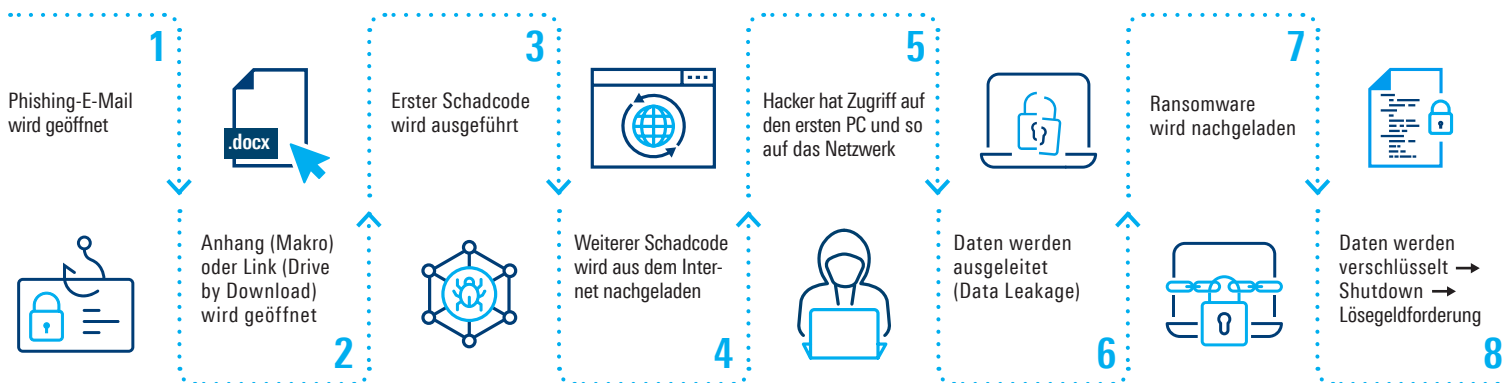 1
Phishing-E-Mail
wird geöffnet
.docx
Anhang (Makro)
oder Link (Drive
by Download)
wird geöffnet
2
3
Erster Schadcode
wird ausgeführt
Weiterer Schadcode
wird aus dem Inter-
net nachgeladen
4
5
Hacker hat Zugriff auf
den ersten PC und so
auf das Netzwerk
Daten werden
ausgeleitet
(Data Leakage)
6
7
Ransomware
wird nachgeladen
Daten werden
verschlüsselt →
Shutdown →
Lösegeldforderung
8